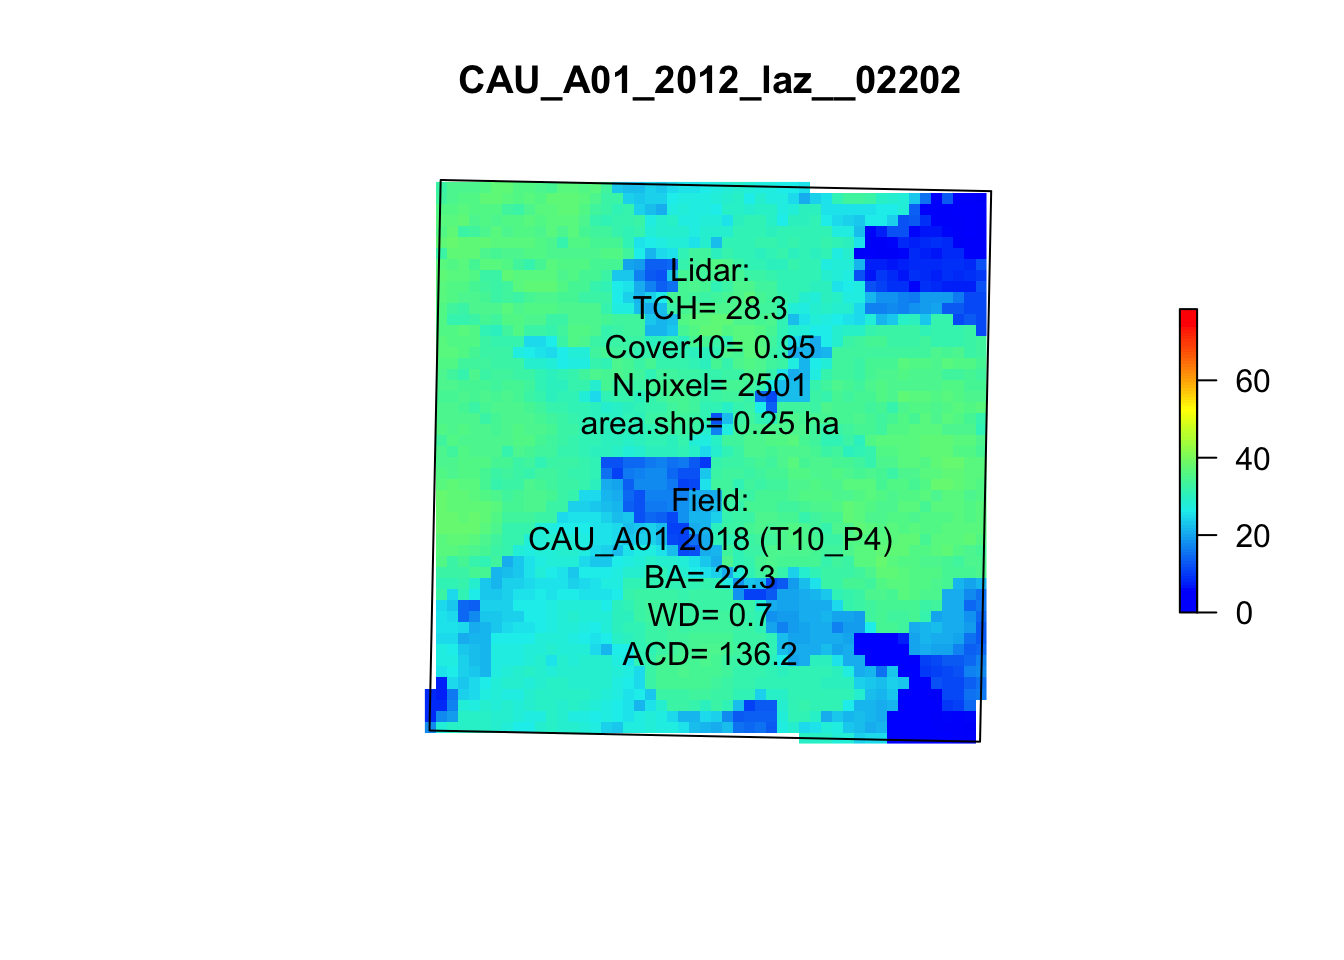 CAU_A01_2012_laz__02202
Lidar:
TCH= 28.3
Cover10= 0.95
N.pixel= 2501
area.shp= 0.25 ha
Field:
CAU_A01 2018 (T10_P4)
BA= 22.3
WD= 0.7
ACD= 136.2
60
40
20
0